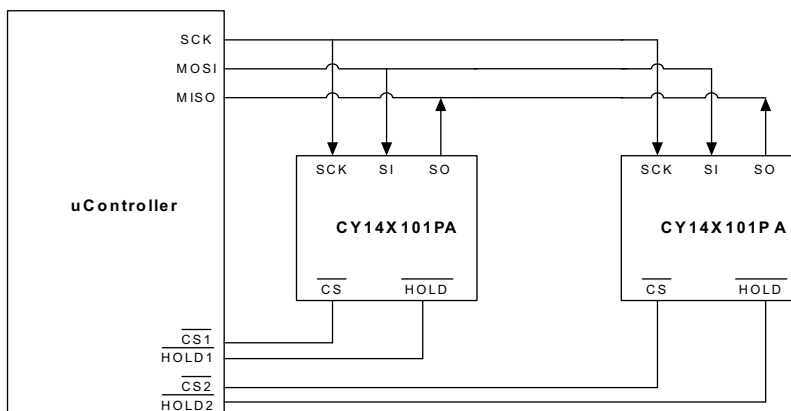 SCK
MOSI
MISO
SCK SI SO
SCK SI SO
uController
CY14X101PA
CY14X101PA
CS HOLD
CS HOLD
CS1
HOLD1
CS2
HOLD2